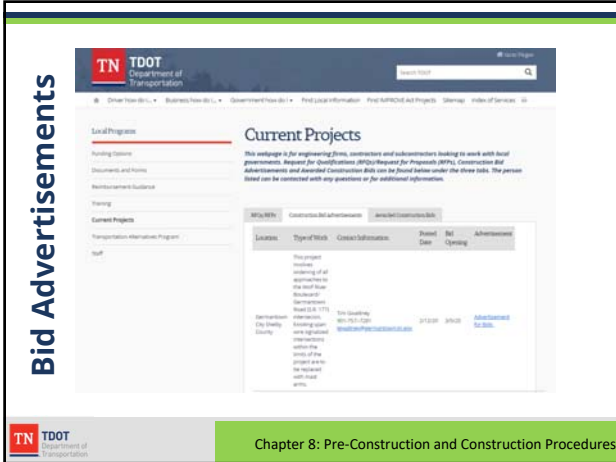 Bid Advertisements
TN TDOT
Department of
Transportation
Search TDOT
Driver how do I...
Business how do I...
Government how do I
Find Local Information
Find IMPROVE Act Projects
Sitemap
Index of Services
Local Programs
Funding Options
Documents and Forms
Reimbursement Guidance
Training
Current Projects
Transportation Alternatives Program
Staff
Current Projects
This webpage is for engineering firms, contractors and subcontractors looking to work with local
governments. Request for Qualifications (RFQs)/Request for Proposals (RFPs), Construction Bid
Advertisements and Awarded Construction Bids can be found below under the three tabs. The person
listed can be contacted with any questions or for additional information.
RFQs/RFPs
Construction Bid Advertisements
Awarded Construction Bids
Location
Type of Work
Contact Information
Posted
Date
Bid
Opening
Advertisement
Germantown
City Shelby
County
This project
involves
widening of all
approaches to
the Wolf River
Boulevard/
Germantown
Road (S.R. 177)
intersection.
Existing span
wire signalized
intersections
within the
limits of the
project are to
be replaced
with mast
arms.
Tim Gwaltney
Advertisement
for Bids
TN TDOT
Department of
Transportation
Chapter 8: Pre-Construction and Construction Procedures